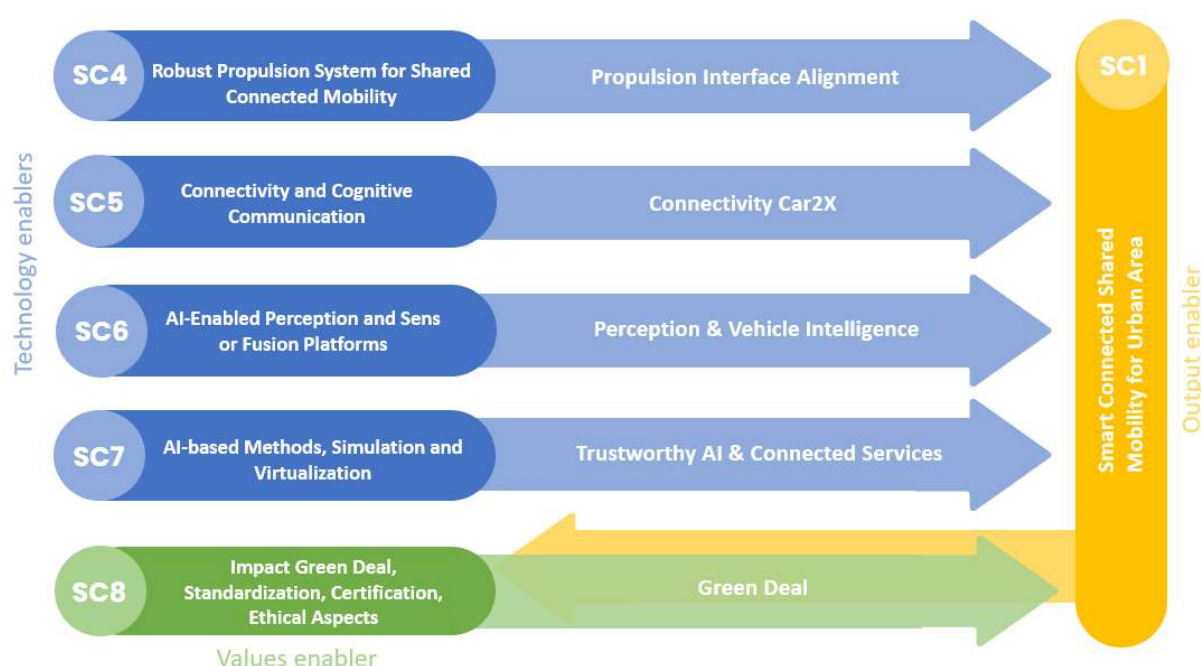 SC4
Robust Propulsion System for Shared
Connected Mobility
Propulsion Interface Alignment
SC1
SC5
Connectivity and Cognitive
Communication
Connectivity Car2X
Technology enablers
SC6
AI-Enabled Perception and Sens
or Fusion Platforms
Perception & Vehicle Intelligence
Smart Connected Shared
Mobility for Urban Area
Output enabler
SC7
AI-based Methods, Simulation and
Virtualization
Trustworthy AI & Connected Services
SC8
Impact Green Deal,
Standardization, Certification,
Ethical Aspects
Green Deal
Values enabler